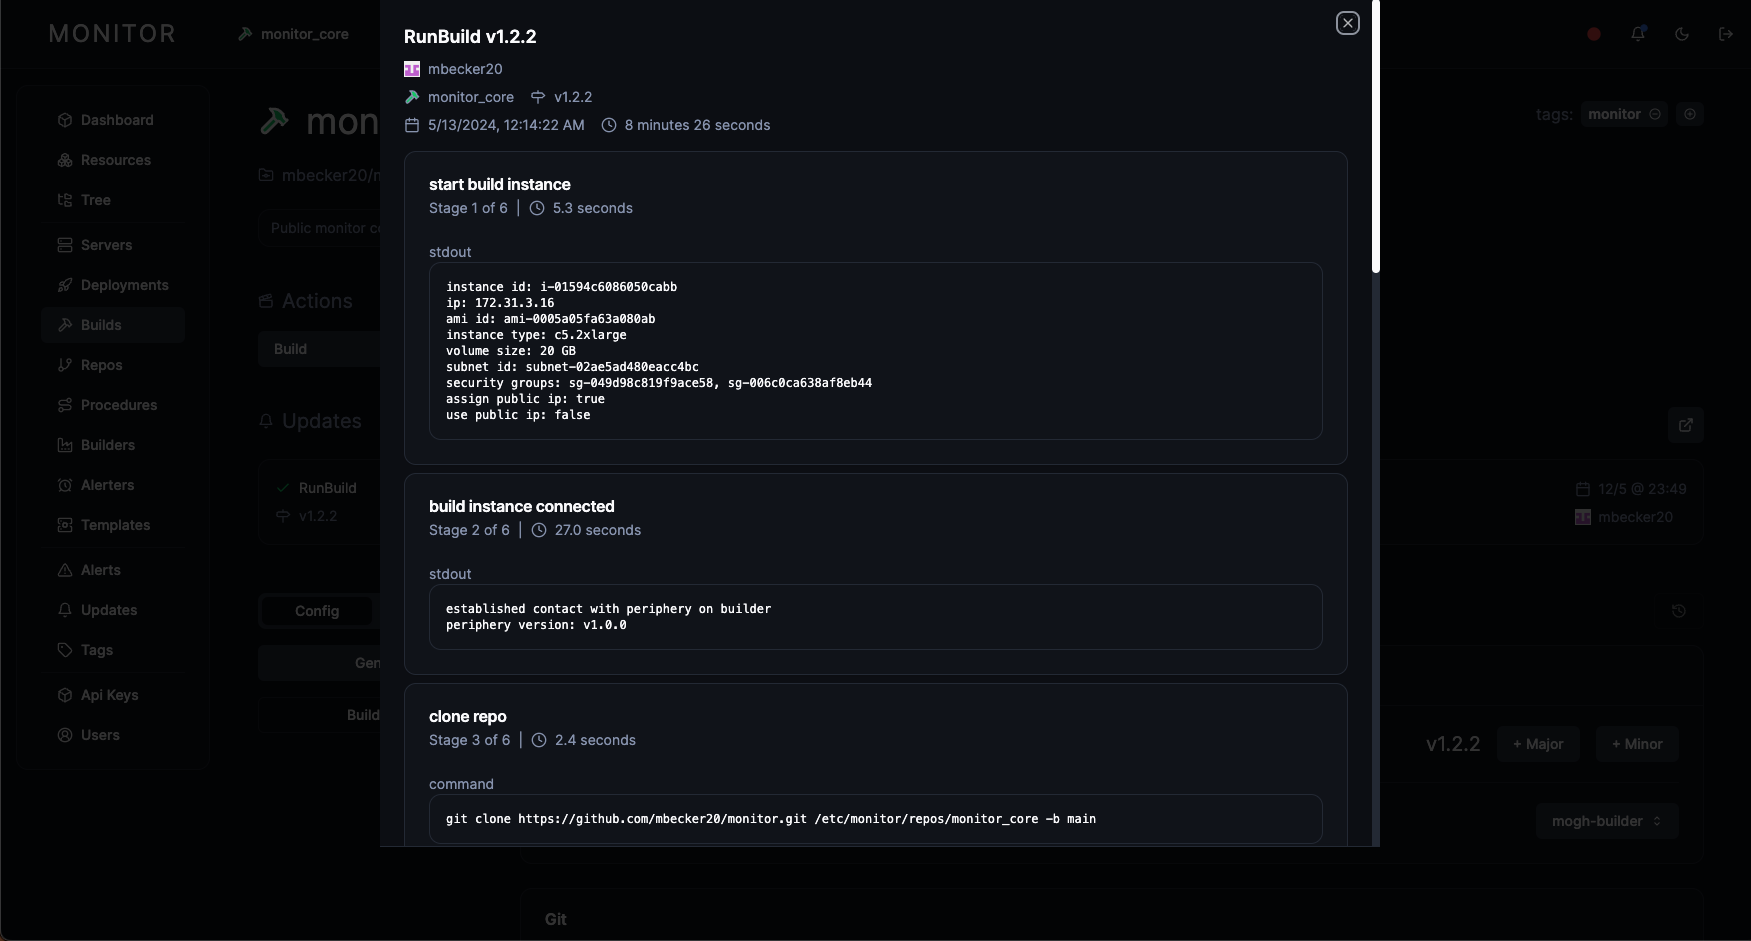 MONITOR
monitor_core
Dashboard
Resources
Tree
Servers
Deployments
Builds
Repos
Procedures
Builders
Alerters
Templates
Alerts
Updates
Tags
Api Keys
Users
mon
mbecker20/
Public monitor
Actions
Build
Updates
RunBuild
v1.2.2
Config
Gen
Build
RunBuild v1.2.2
mbecker20
monitor_core v1.2.2
5/13/2024, 12:14:22 AM 8 minutes 26 seconds
start build instance
Stage 1 of 6 | 5.3 seconds
stdout
instance id: i-01594c6086050cabb
ip: 172.31.3.16
ami id: ami-0005a05fa63a080ab
instance type: c5.2xlarge
volume size: 20 GB
subnet id: subnet-02ae5ad480eacc4bc
security groups: sg-049d98c819f9ace58, sg-006c0ca638af8eb44
assign public ip: true
use public ip: false
build instance connected
Stage 2 of 6 | 27.0 seconds
stdout
established contact with periphery on builder
periphery version: v1.0.0
clone repo
Stage 3 of 6 | 2.4 seconds
command
git clone https://github.com/mbecker20/monitor.git /etc/monitor/repos/monitor_core -b main
tags: monitor
12/5 @ 23:49
mbecker20
v1.2.2 + Major + Minor
mogh-builder
Git